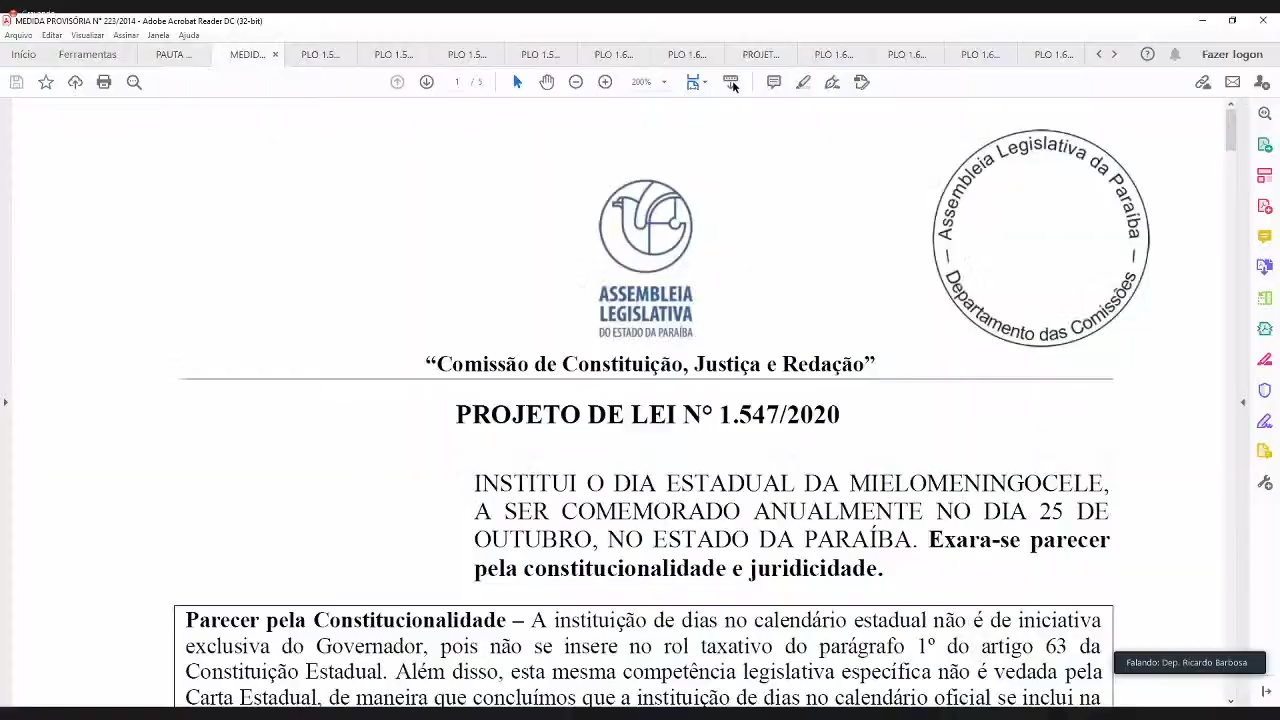 MEDIDA PROVISÓRIA N° 223/2014 - Adobe Acrobat Reader DC (32-bit)
Arquivo Editar Visualizar Assinar Janela Ajuda
Início Ferramentas PAUTA ... MEDID... × PLO 1.5... PLO 1.5... PLO 1.5... PLO 1.5... PLO 1.6... PLO 1.6... PROJET... PLO 1.6... PLO 1.6... PLO 1.6... PLO 1.6... Fazer logon
1 / 5 200%
Assembleia Legislativa da Paraíba
Departamento das Comissões
ASSEMBLEIA
LEGISLATIVA
DO ESTADO DA PARAÍBA
“Comissão de Constituição, Justiça e Redação”
PROJETO DE LEI N° 1.547/2020
INSTITUI O DIA ESTADUAL DA MIELOMENINGOCELE,
A SER COMEMORADO ANUALMENTE NO DIA 25 DE
OUTUBRO, NO ESTADO DA PARAÍBA. Exara-se parecer
pela constitucionalidade e juridicidade.
Parecer pela Constitucionalidade – A instituição de dias no calendário estadual não é de iniciativa
exclusiva do Governador, pois não se insere no rol taxativo do parágrafo 1º do artigo 63 da
Constituição Estadual. Além disso, esta mesma competência legislativa específica não é vedada pela
Carta Estadual, de maneira que concluímos que a instituição de dias no calendário oficial se inclui na
Falando: Dep. Ricardo Barbosa